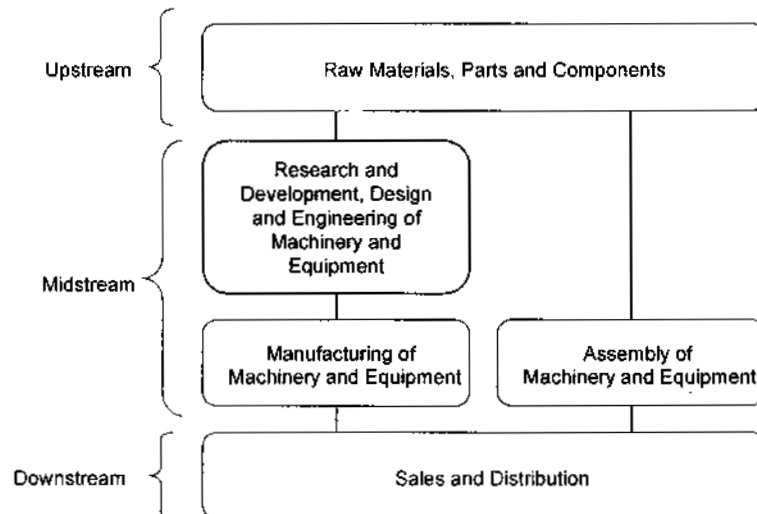 Upstream
Raw Materials, Parts and Components
Research and
Development, Design
and Engineering of
Machinery and
Equipment
Midstream
Manufacturing of
Machinery and Equipment
Assembly of
Machinery and Equipment
Downstream
Sales and Distribution